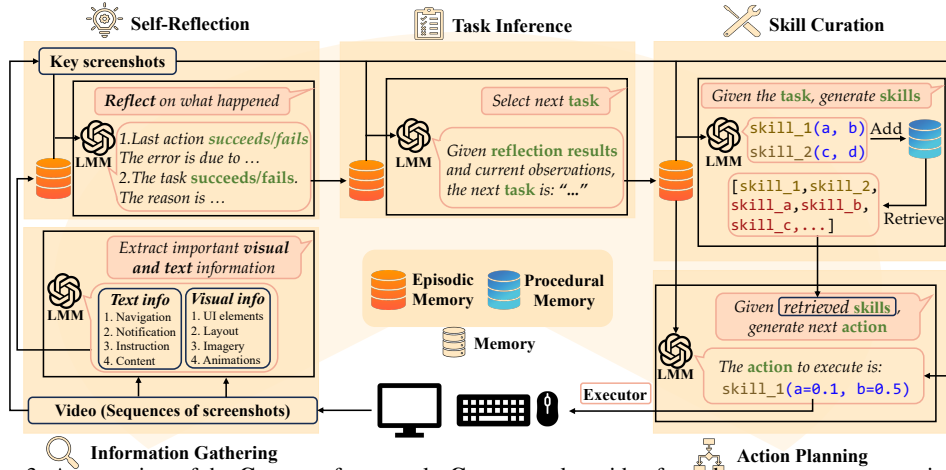 Self-Reflection
Task Inference
Skill Curation
Key screenshots
Reflect on what happened
LMM
1.Last action succeeds/fails
The error is due to …
2.The task succeeds/fails.
The reason is …
Select next task
LMM
Given reflection results
and current observations,
the next task is: “…”
Given the task, generate skills
LMM
skill_1(a, b)
skill_2(c, d)
Add
[skill_1,skill_2,
skill_a,skill_b,
skill_c,...]
Retrieve
Extract important visual
and text information
LMM
Text info
1. Navigation
2. Notification
3. Instruction
4. Content
Visual info
1. UI elements
2. Layout
3. Imagery
4. Animations
Episodic
Memory
Procedural
Memory
Memory
Given retrieved skills,
generate next action
LMM
The action to execute is:
skill_1(a=0.1, b=0.5)
Executor
Video (Sequences of screenshots)
Information Gathering
Action Planning